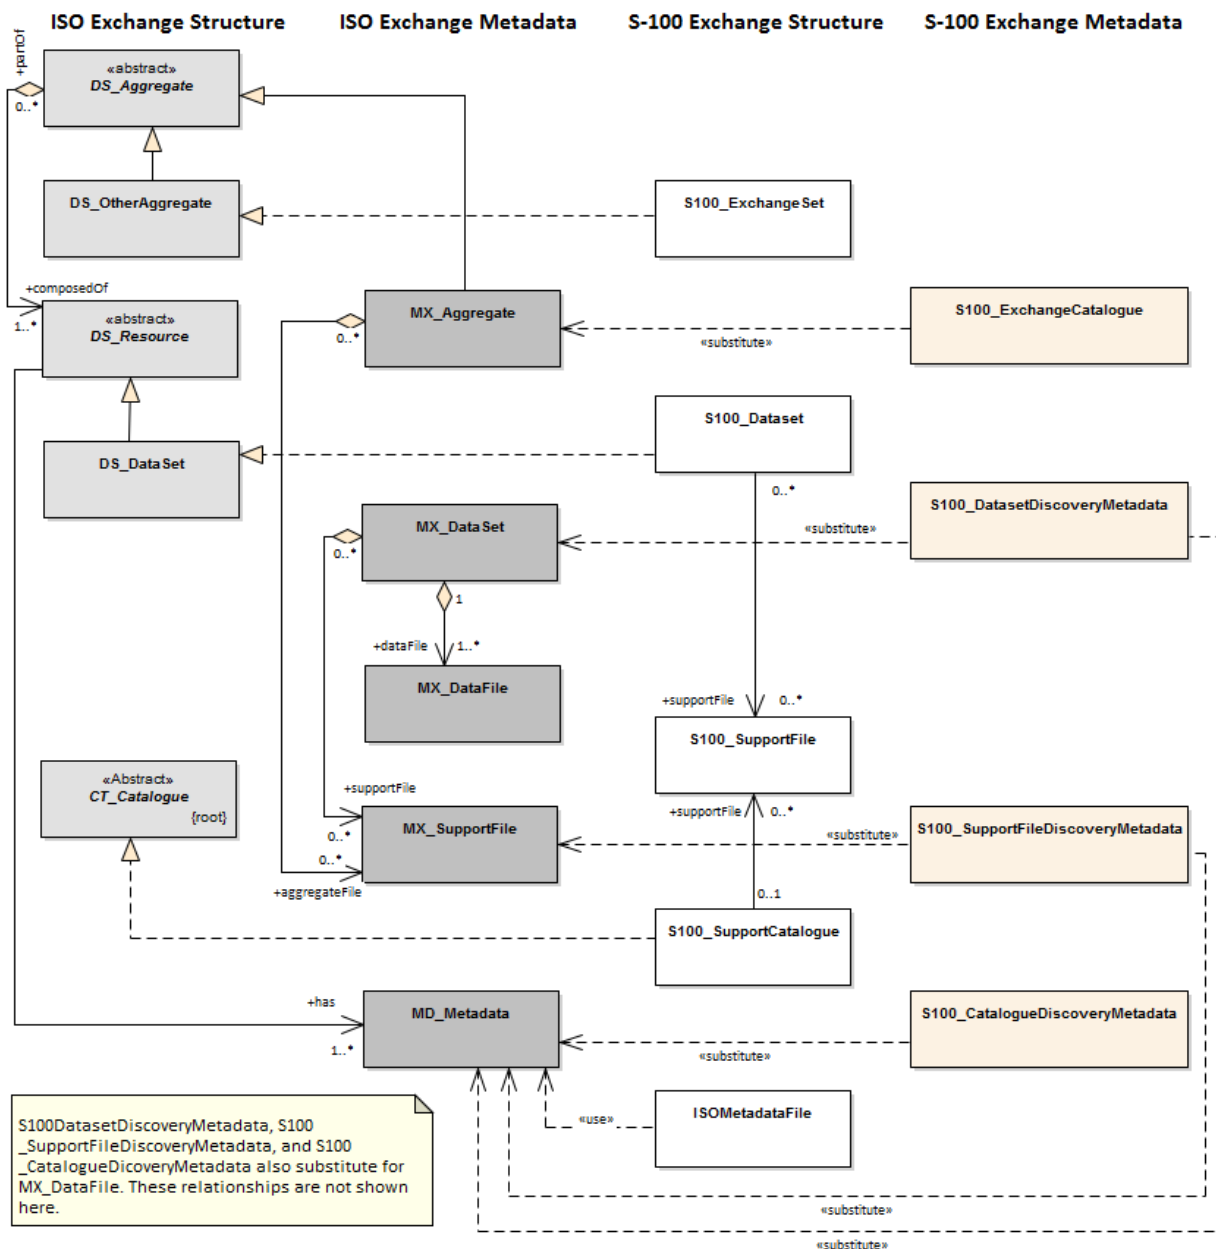 ISO Exchange Structure
ISO Exchange Metadata
S-100 Exchange Structure
S-100 Exchange Metadata
+partOf
0..*
«abstract»
DS_Aggregate
DS_OtherAggregate
S100_ExchangeSet
+composedOf
1..*
«abstract»
DS_Resource
MX_Aggregate
0..*
S100_ExchangeCatalogue
«substitute»
S100_Dataset
0..*
DS_DataSet
MX_DataSet
0..*
1
S100_DatasetDiscoveryMetadata
«substitute»
+dataFile
1..*
MX_DataFile
+supportFile
0..*
S100_SupportFile
+supportFile
0..*
«Abstract»
CT_Catalogue
{root}
+supportFile
0..*
MX_SupportFile
0..*
+aggregateFile
«substitute»
S100_SupportFileDiscoveryMetadata
0..1
S100_SupportCatalogue
+has
1..*
MD_Metadata
S100_CatalogueDiscoveryMetadata
«substitute»
«use»
ISOMetadataFile
S100DatasetDiscoveryMetadata, S100
_SupportFileDiscoveryMetadata, and S100
_CatalogueDicoveryMetadata also substitute for
MX_DataFile. These relationships are not shown
here.
«substitute»
«substitute»